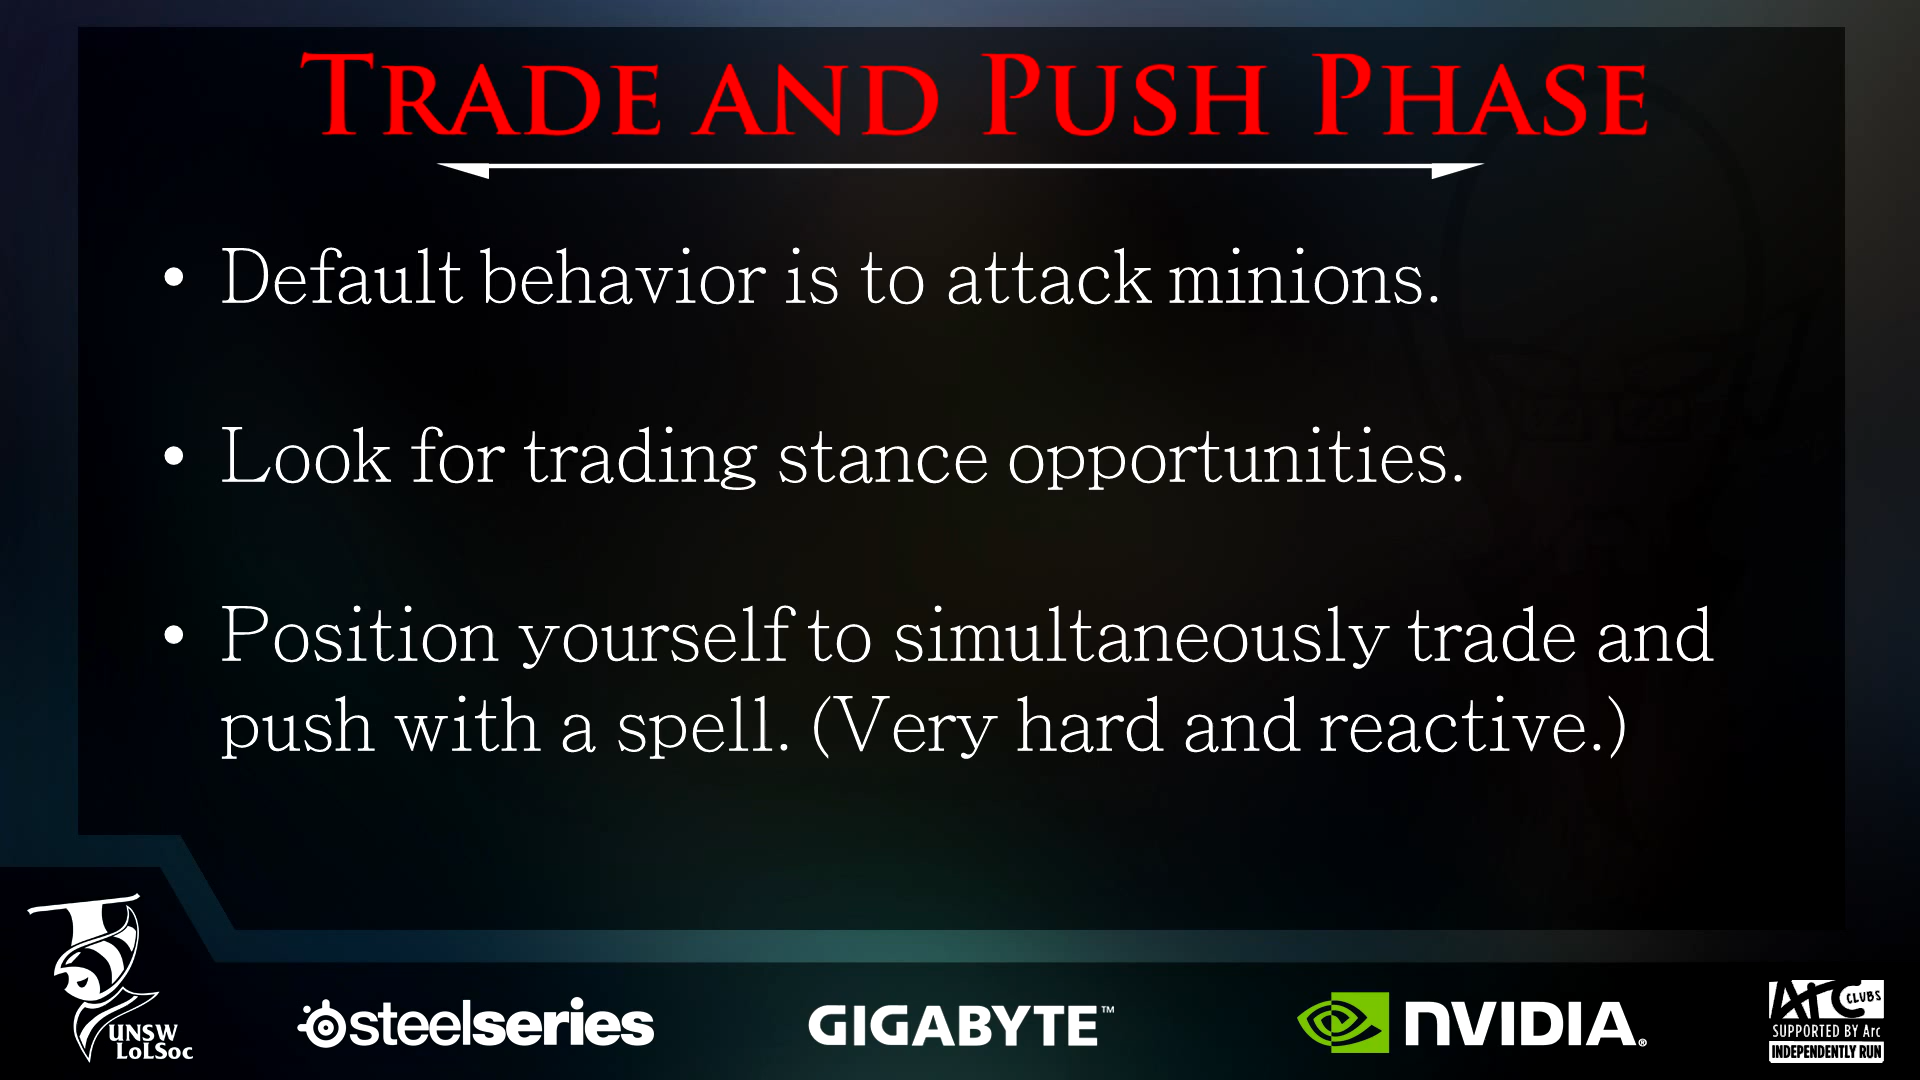 TRADE AND PUSH PHASE
• Default behavior is to attack minions.
• Look for trading stance opportunities.
• Position yourself to simultaneously trade and
push with a spell. (Very hard and reactive.)
UNSW
LoLSoc
steelseries
GIGABYTE™
NVIDIA®
Arc
CLUBS
SUPPORTED BY Arc
INDEPENDENTLY RUN